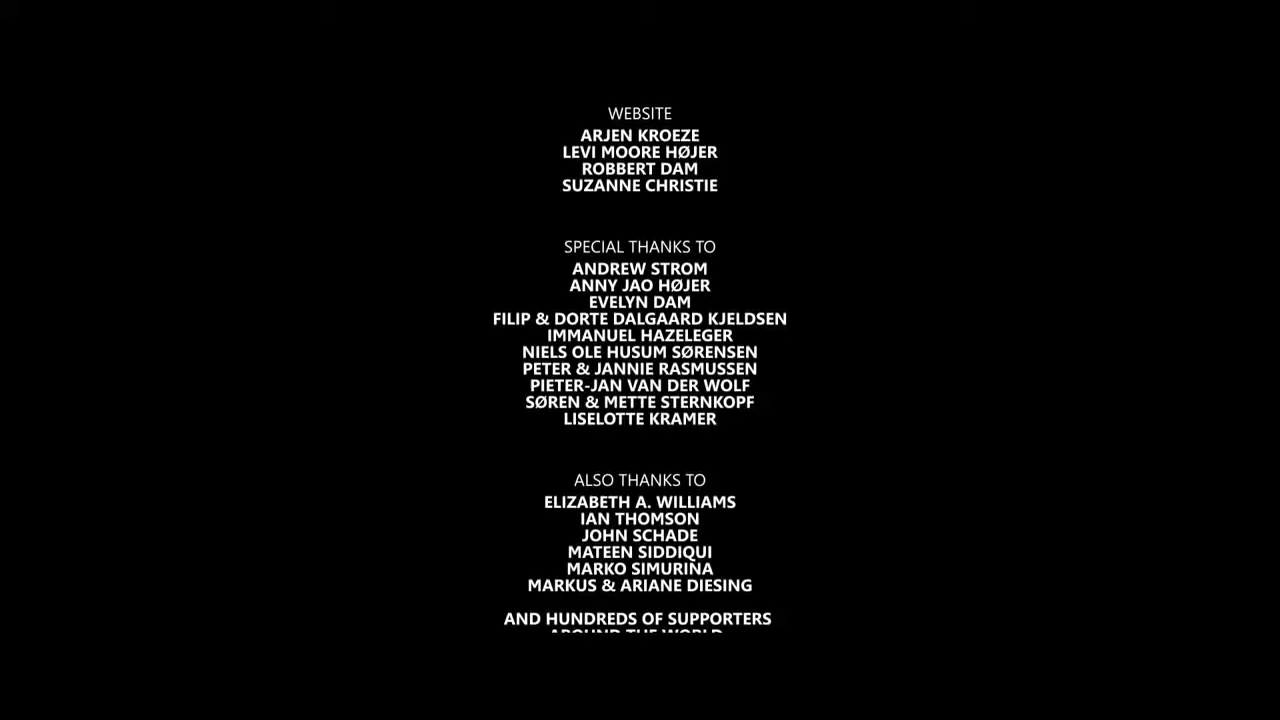 WEBSITE
ARJEN KROEZE
LEVI MOORE HØJER
ROBBERT DAM
SUZANNE CHRISTIE
SPECIAL THANKS TO
ANDREW STROM
ANNY JAO HØJER
EVELYN DAM
FILIP & DORTE DALGAARD KJELDSEN
IMMANUEL HAZELEGER
NIELS OLE HUSUM SØRENSEN
PETER & JANNIE RASMUSSEN
PIETER-JAN VAN DER WOLF
SØREN & METTE STERNKOPF
LISELOTTE KRAMER
ALSO THANKS TO
ELIZABETH A. WILLIAMS
IAN THOMSON
JOHN SCHADE
MATEEN SIDDIQUI
MARKO SIMURINA
MARKUS & ARIANE DIESING
AND HUNDREDS OF SUPPORTERS
AROUND THE WORLD